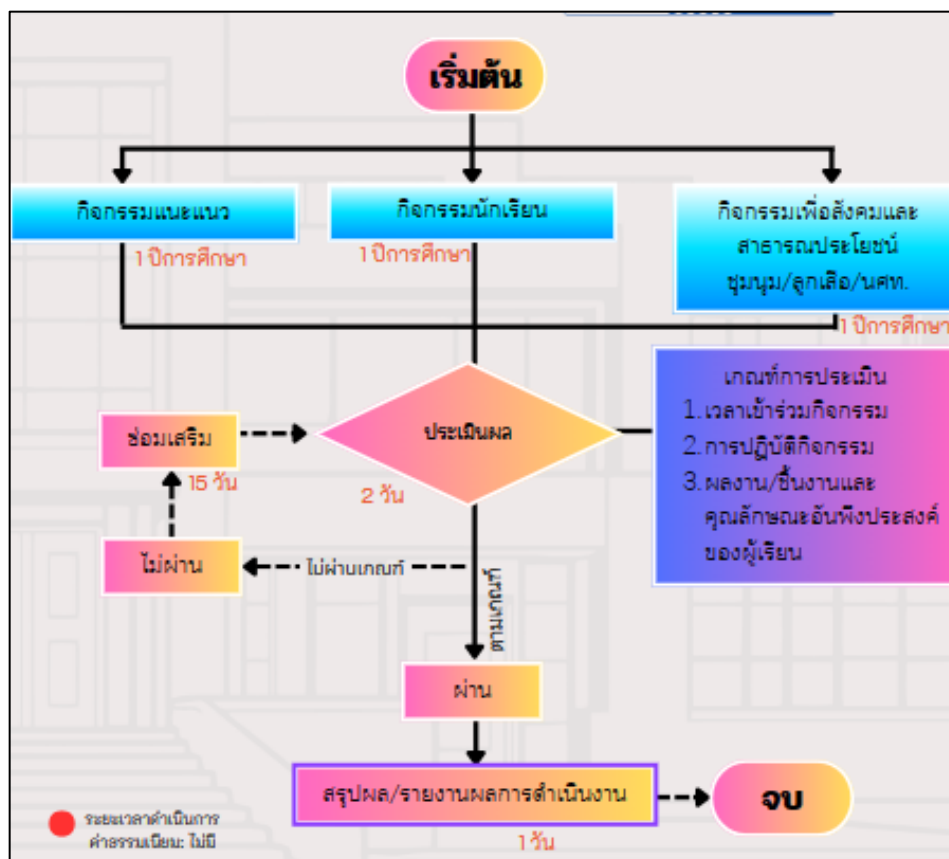 เริ่มต้น
กิจกรรมแนะแนว
1 ปีการศึกษา
กิจกรรมนักเรียน
1 ปีการศึกษา
กิจกรรมเพื่อสังคมและ
สาธารณประโยชน์
ชุมนุม/ลูกเสือ/นศท.
1 ปีการศึกษา
ประเมินผล
2 วัน
เกณฑ์การประเมิน
1. เวลาเข้าร่วมกิจกรรม
2. การปฏิบัติกิจกรรม
3. ผลงาน/ชิ้นงานและ
คุณลักษณะอันพึงประสงค์
ของผู้เรียน
ซ่อมเสริม
15 วัน
ไม่ผ่าน
ไม่ผ่านเกณฑ์
ตามเกณฑ์
ผ่าน
สรุปผล/รายงานผลการดำเนินงาน
1 วัน
จบ
ระยะเวลาดำเนินการ
ค่าธรรมเนียม: ไม่มี